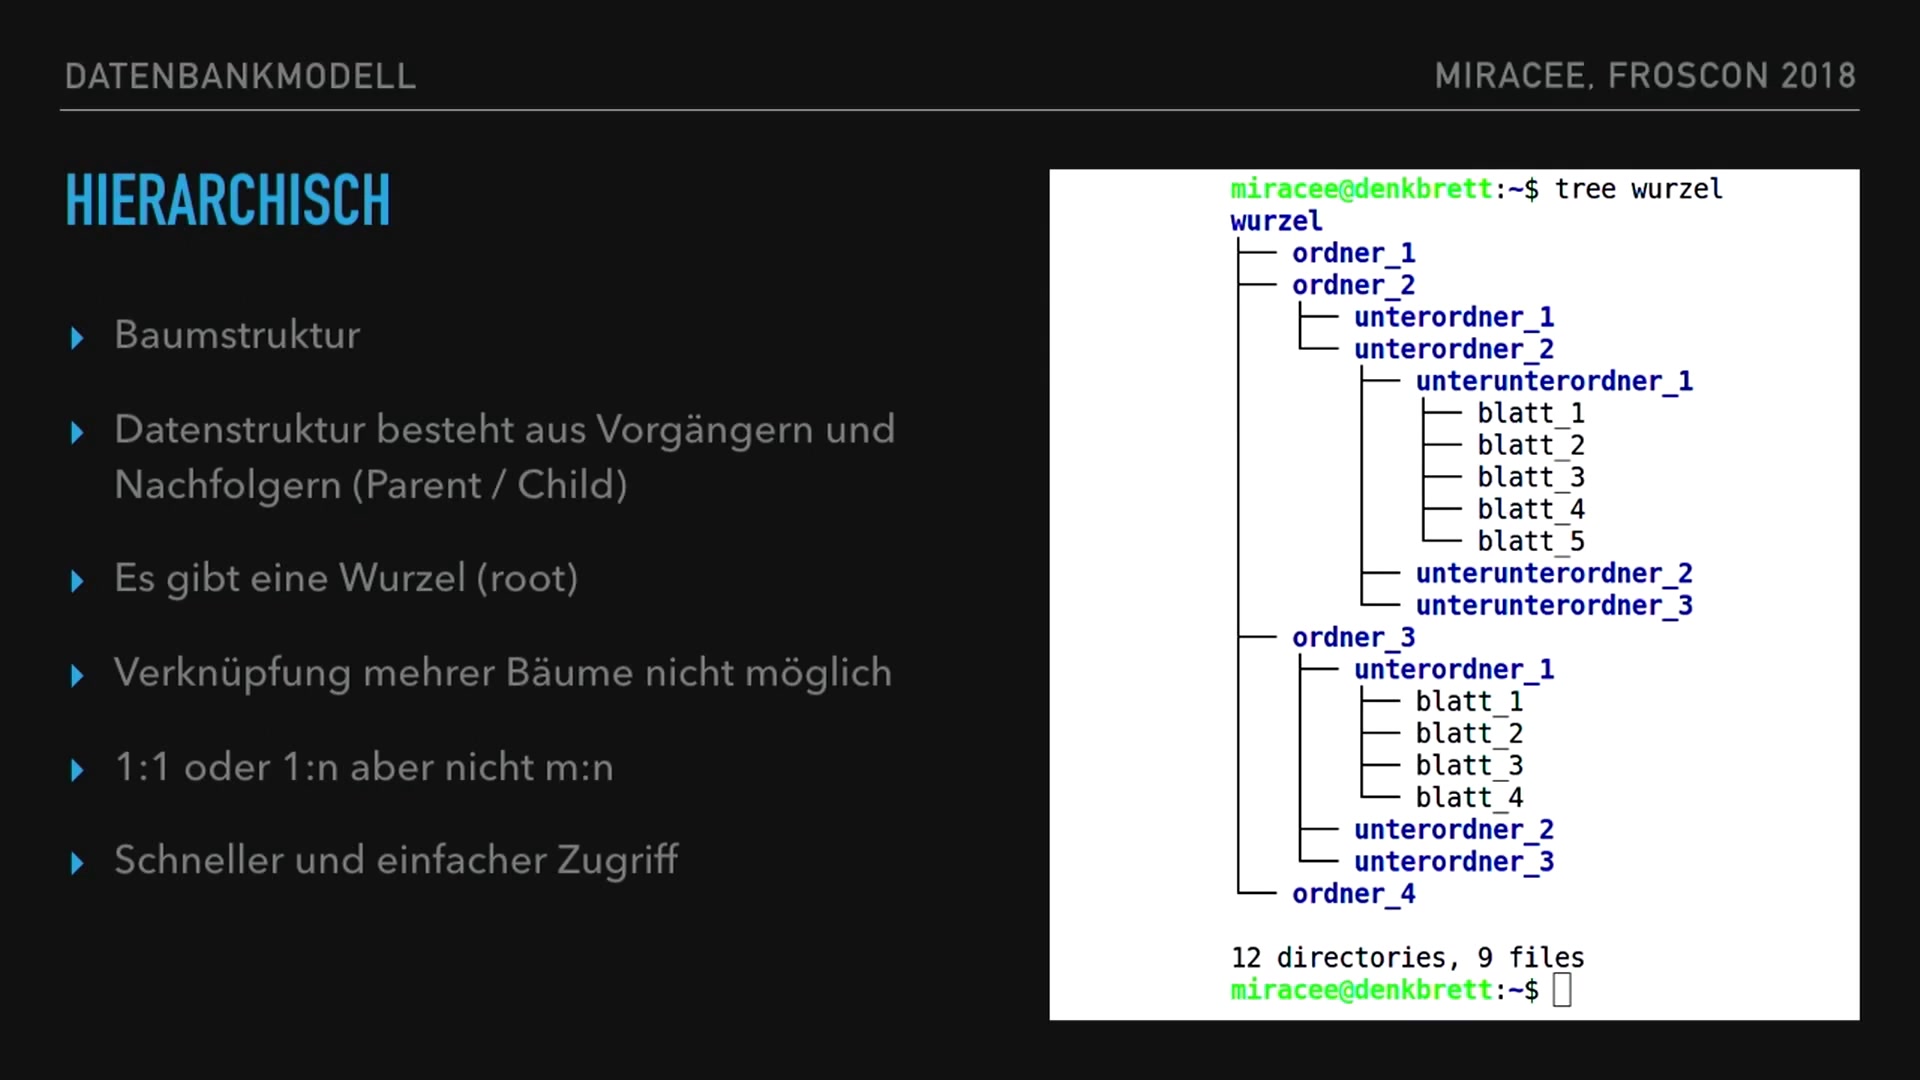 DATENBANKMODELL
MIRACEE, FROSCON 2018
HIERARCHISCH
Baumstruktur
Datenstruktur besteht aus Vorgängern und
Nachfolgern (Parent / Child)
Es gibt eine Wurzel (root)
Verknüpfung mehrer Bäume nicht möglich
1:1 oder 1:n aber nicht m:n
Schneller und einfacher Zugriff
miracee@denkbrett:~$ tree wurzel
wurzel
├── ordner_1
├── ordner_2
│   ├── unterordner_1
│   └── unterordner_2
│       ├── unterunterordner_1
│       │   ├── blatt_1
│       │   ├── blatt_2
│       │   ├── blatt_3
│       │   ├── blatt_4
│       │   └── blatt_5
│       ├── unterunterordner_2
│       └── unterunterordner_3
├── ordner_3
│   ├── unterordner_1
│   │   ├── blatt_1
│   │   ├── blatt_2
│   │   ├── blatt_3
│   │   └── blatt_4
│   ├── unterordner_2
│   └── unterordner_3
└── ordner_4
12 directories, 9 files
miracee@denkbrett:~$